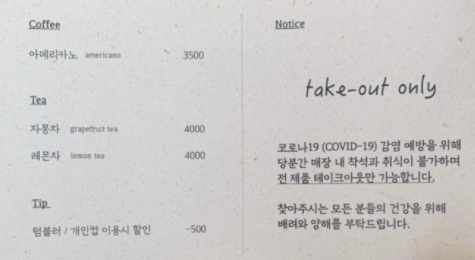 Coffee
아메리카노 americano 3500
Tea
자몽차 grapefruit tea 4000
레몬차 lemon tea 4000
Tip
텀블러 / 개인컵 이용시 할인 -500
Notice
take-out only
코로나19 (COVID-19) 감염 예방을 위해
당분간 매장 내 착석과 취식이 불가하며
전 제품 테이크아웃만 가능합니다.
찾아주시는 모든 분들의 건강을 위해
배려와 양해를 부탁드립니다.